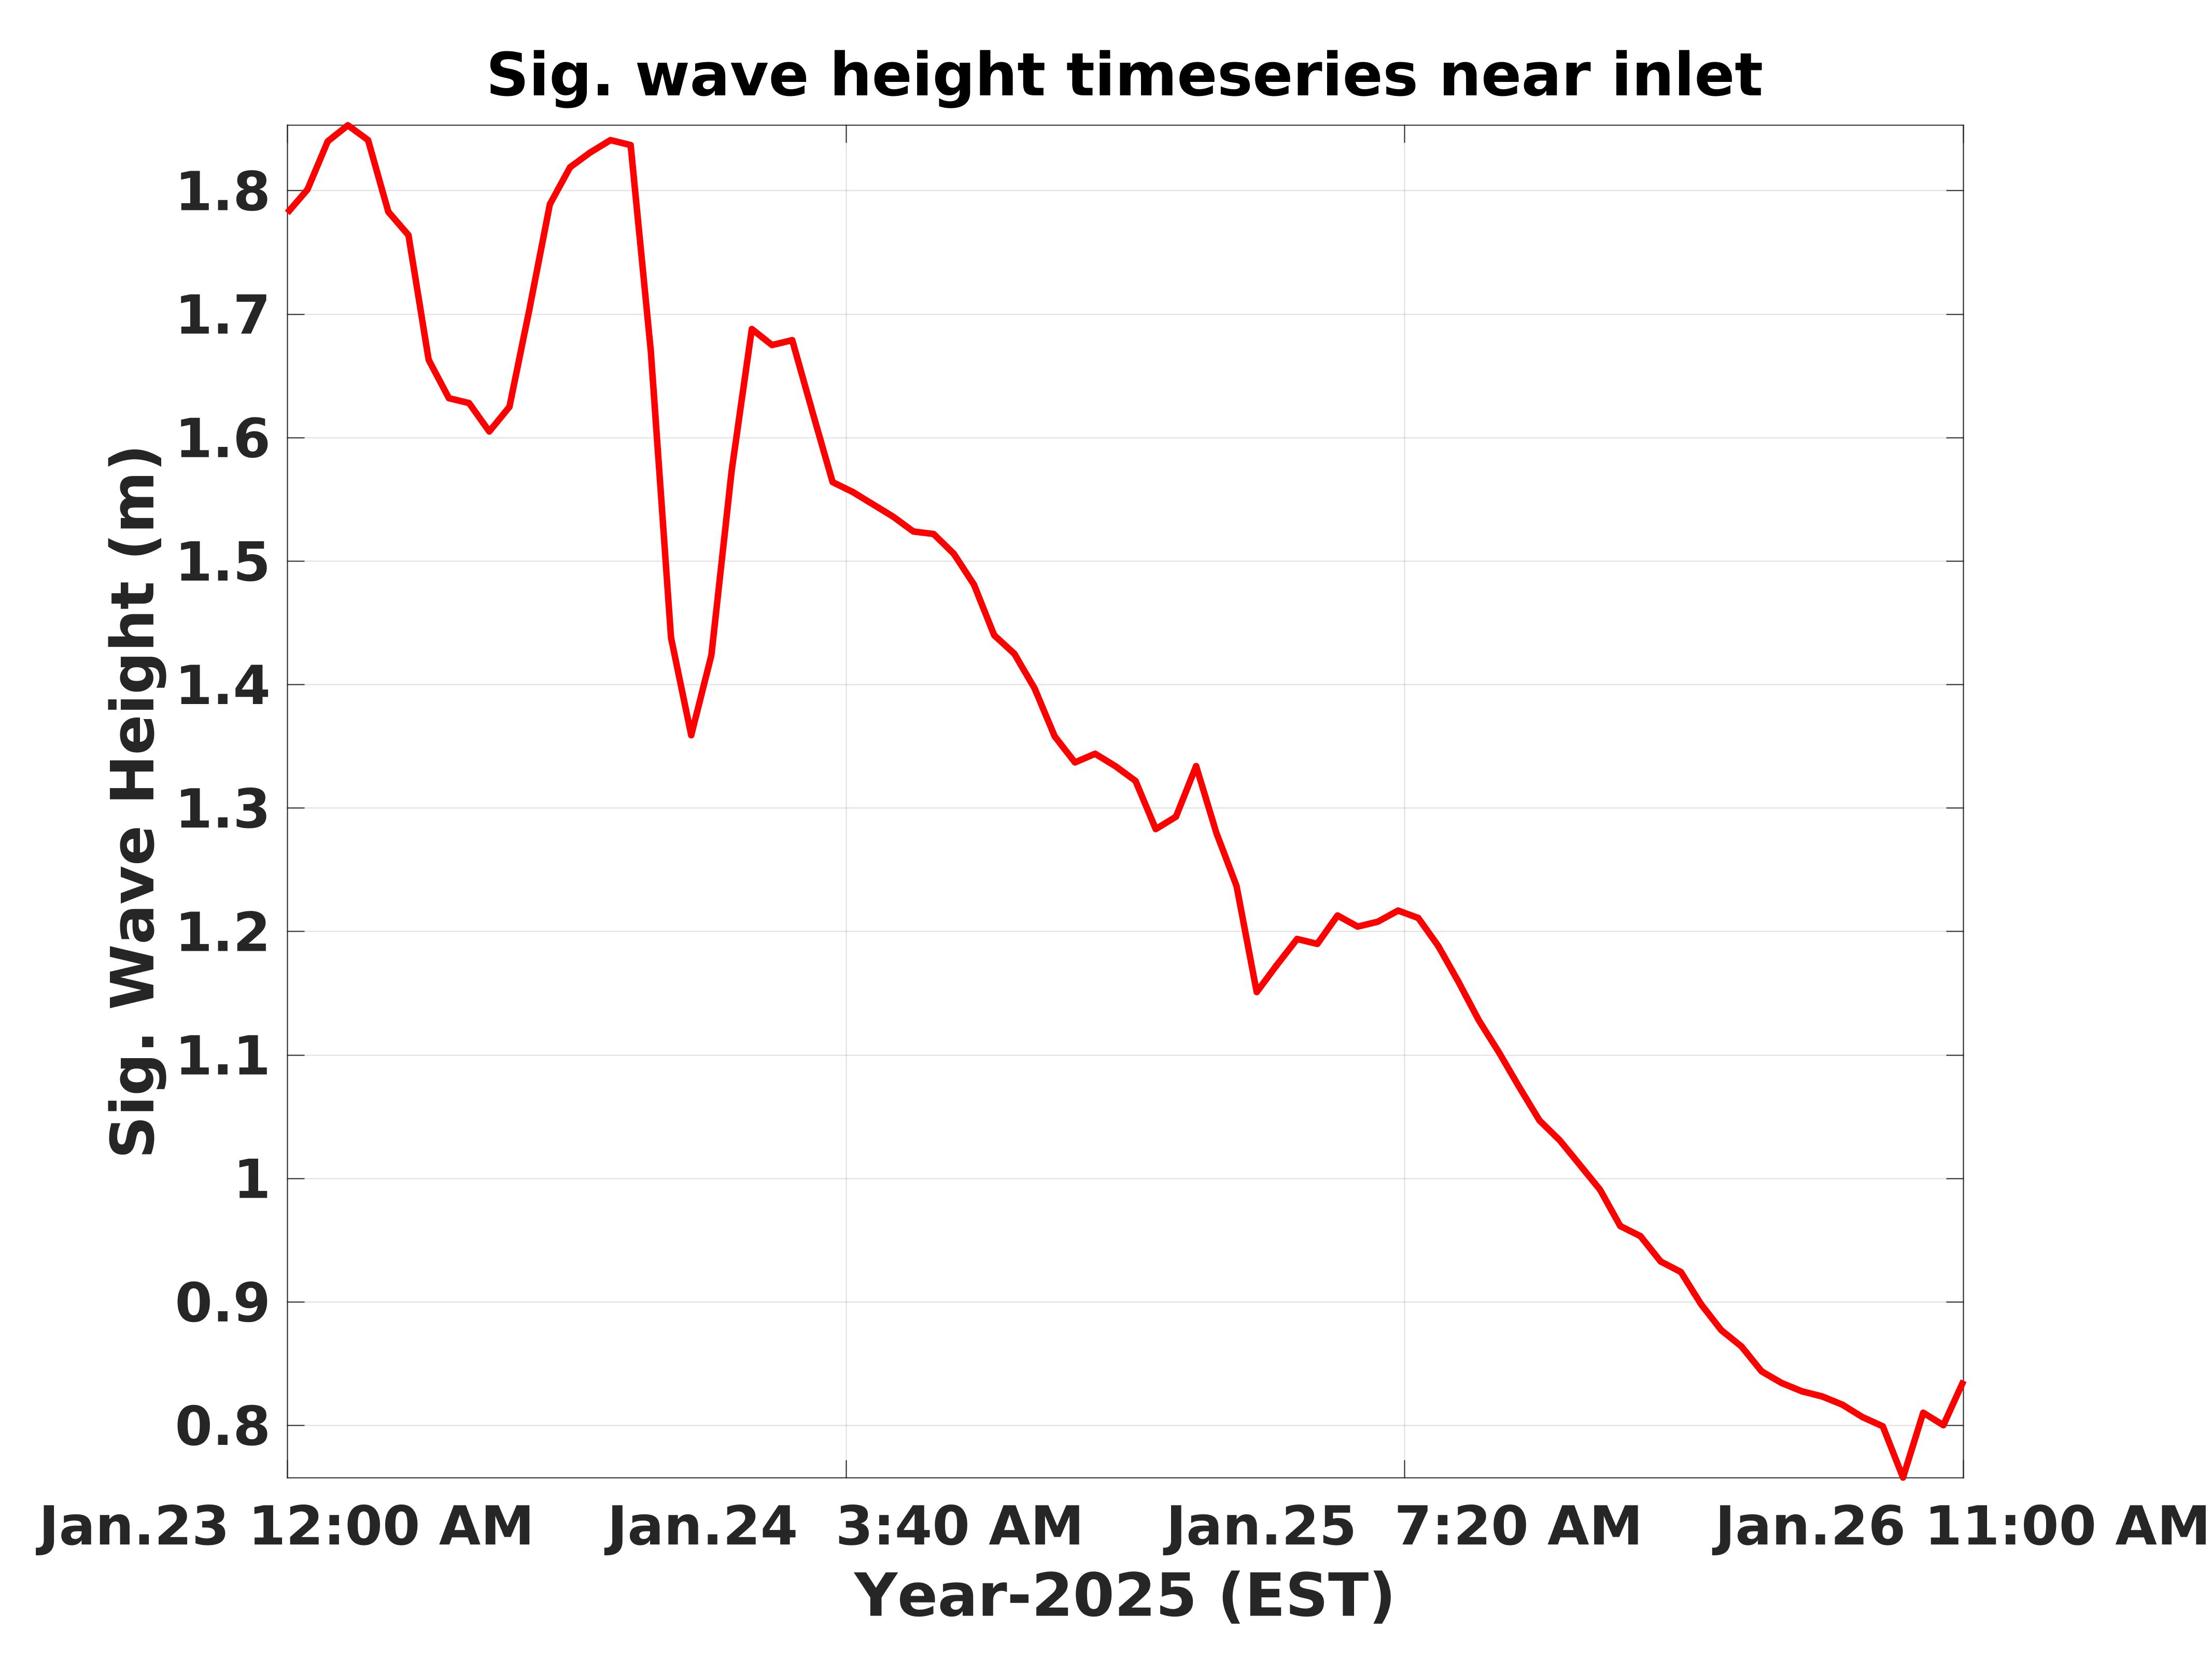 Sig. wave height timeseries near inlet
Sig. Wave Height (m)
1.8
1.7
1.6
1.5
1.4
1.3
1.2
1.1
1
0.9
0.8
Jan.23 12:00 AM
Jan.24 3:40 AM
Jan.25 7:20 AM
Jan.26 11:00 AM
Year-2025 (EST)